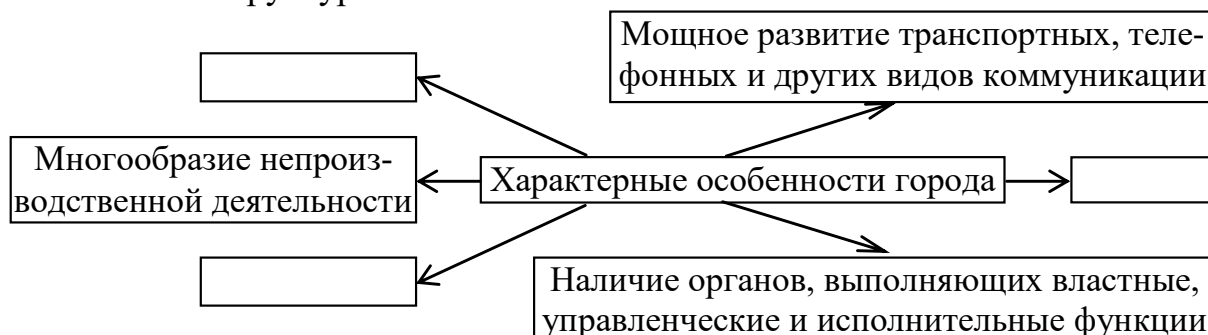 Мощное развитие транспортных, теле-
фонных и других видов коммуникации
Многообразие непроиз-
водственной деятельности
Характерные особенности города
Наличие органов, выполняющих властные,
управленческие и исполнительные функции